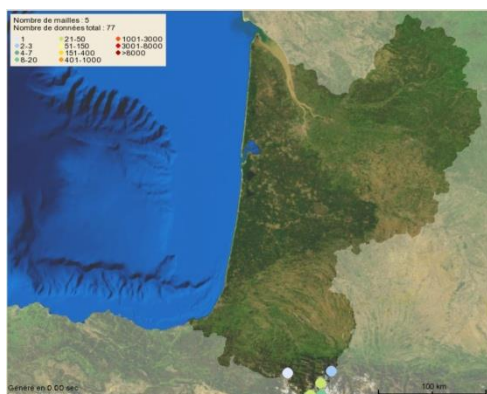 Nombre de mailles : 5
Nombre de données total : 77
1 21-50 1001-3000
2-3 51-150 3001-8000
4-7 151-400 >8000
8-20 401-1000
Généré en 0.00 sec
100 km